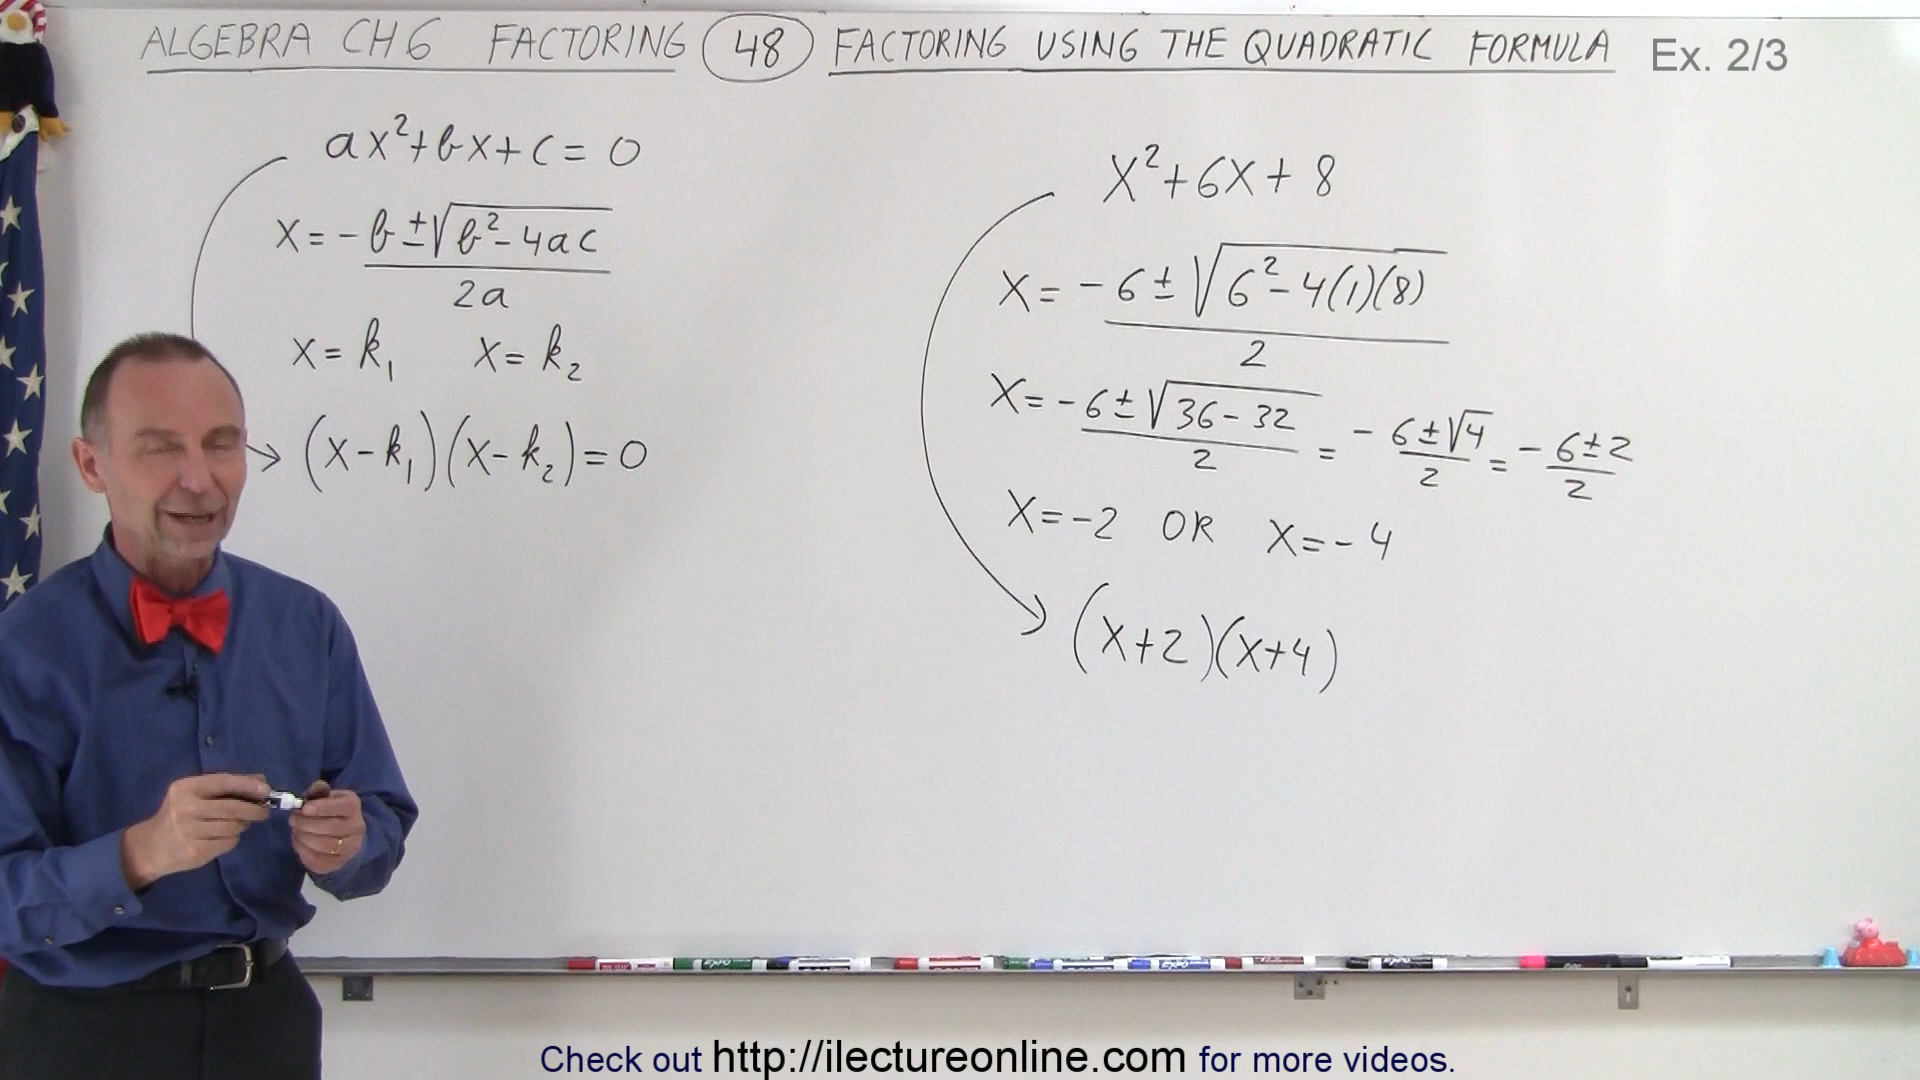 ALGEBRA CH 6 FACTORING 48 FACTORING USING THE QUADRATIC FORMULA Ex. 2/3
ax²+bx+c=0
x=-b±√b²-4ac
2a
x=k₁ x=k₂
(x-k₁)(x-k₂)=0
x²+6x+8
x=-6±√6²-4(1)(8)
2
x=-6±√36-32 = -6±√4 = -6±2
2 2 2
x=-2 OR x=-4
(x+2)(x+4)
Check out http://ilectureonline.com for more videos.